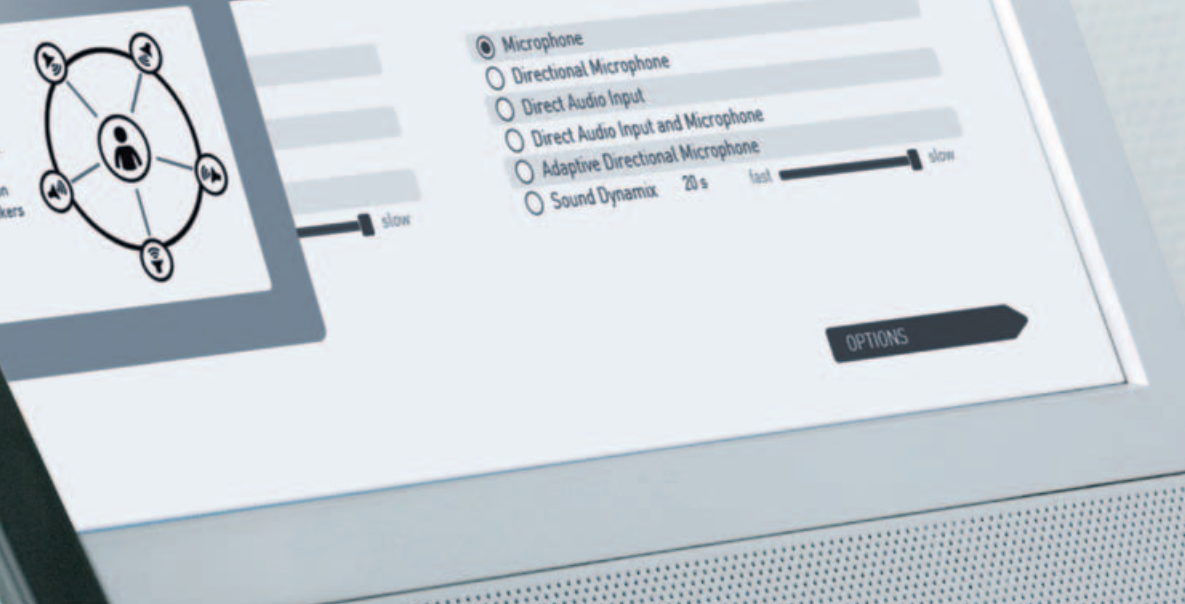 Microphone
Directional Microphone
Direct Audio Input
Direct Audio Input and Microphone
Adaptive Directional Microphone
Sound Dynamix 20 s fast slow
n
kers
slow
OPTIONS